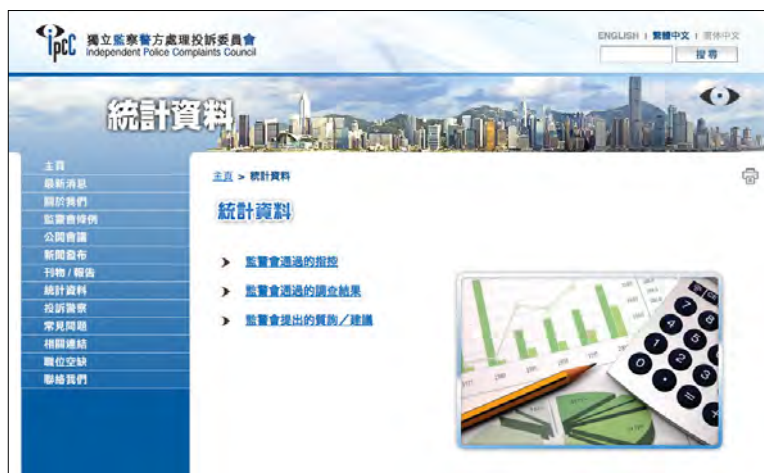 ipcc 獨立監察警方處理投訴委員會
Independent Police Complaints Council
ENGLISH | 繁體中文 | 简体中文
搜尋
統計資料
主頁
最新消息
關於我們
監警會條例
公開會議
新聞發布
刊物 / 報告
統計資料
投訴警察
常見問題
相關連結
職位空缺
聯絡我們
主頁 > 統計資料
統計資料
監警會通過的指控
監警會通過的調查結果
監警會提出的質詢／建議